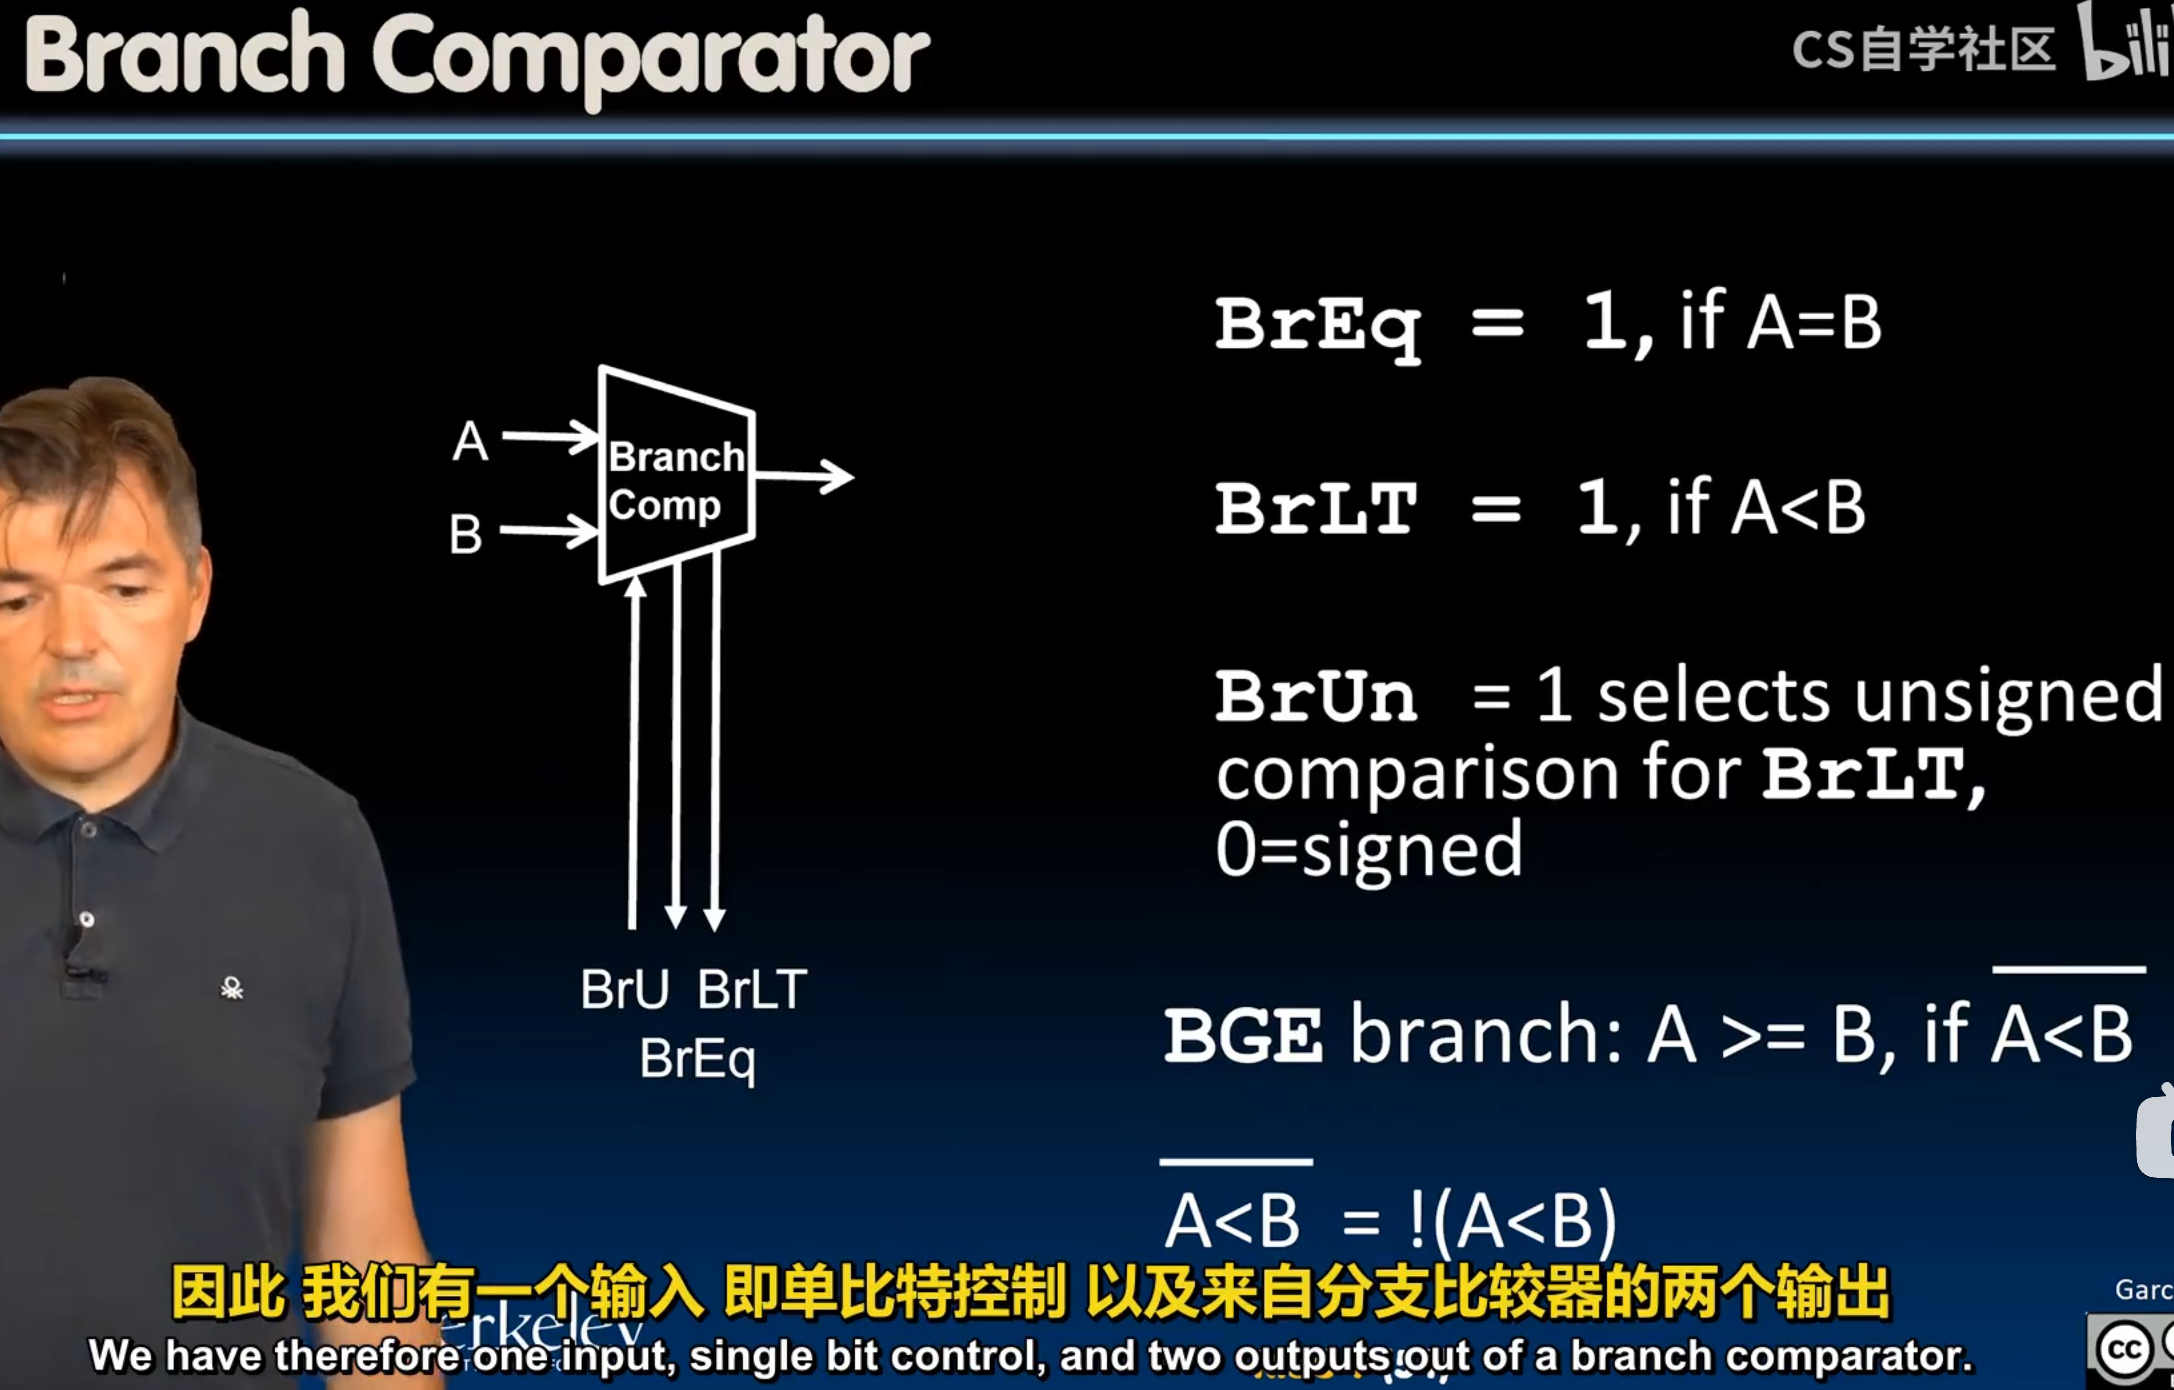 Branch Comparator
CS自学社区 bili
BrEq = 1, if A=B
A
Branch
Comp
B
BrLT = 1, if A<B
BrUn = 1 selects unsigned
comparison for BrLT,
0=signed
BrU BrLT
BrEq
BGE branch: A >= B, if A<B
A<B = !(A<B)
因此 我们有一个输入 即单比特控制 以及来自分支比较器的两个输出
Garc
We have therefore one input, single bit control, and two outputs out of a branch comparator.
cc